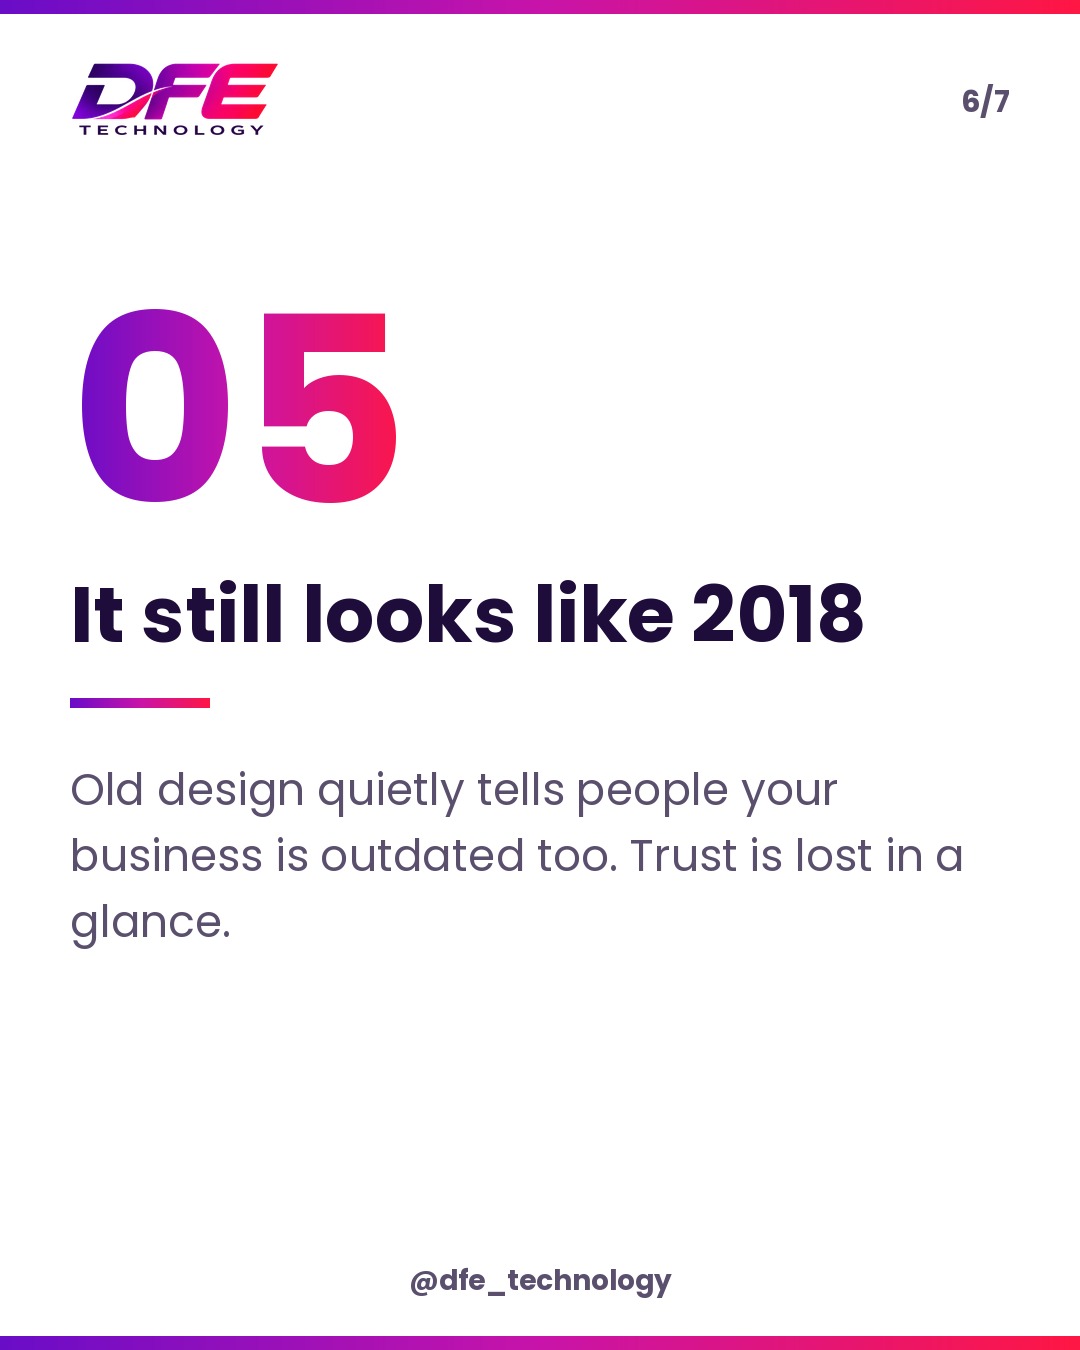 DFE
TECHNOLOGY
6/7
05
It still looks like 2018
Old design quietly tells people your
business is outdated too. Trust is lost in a
glance.
@dfe_technology